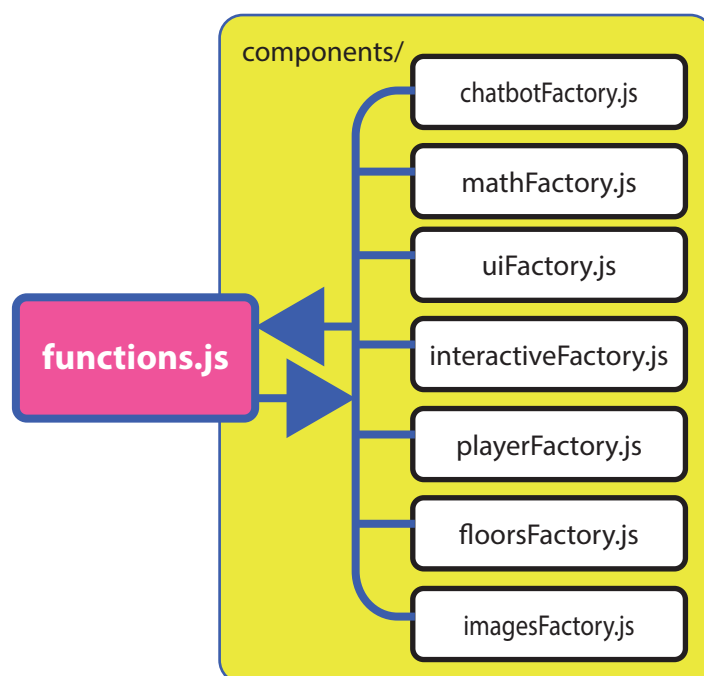 components/
chatbotFactory.js
mathFactory.js
uiFactory.js
functions.js
interactiveFactory.js
playerFactory.js
floorsFactory.js
imagesFactory.js